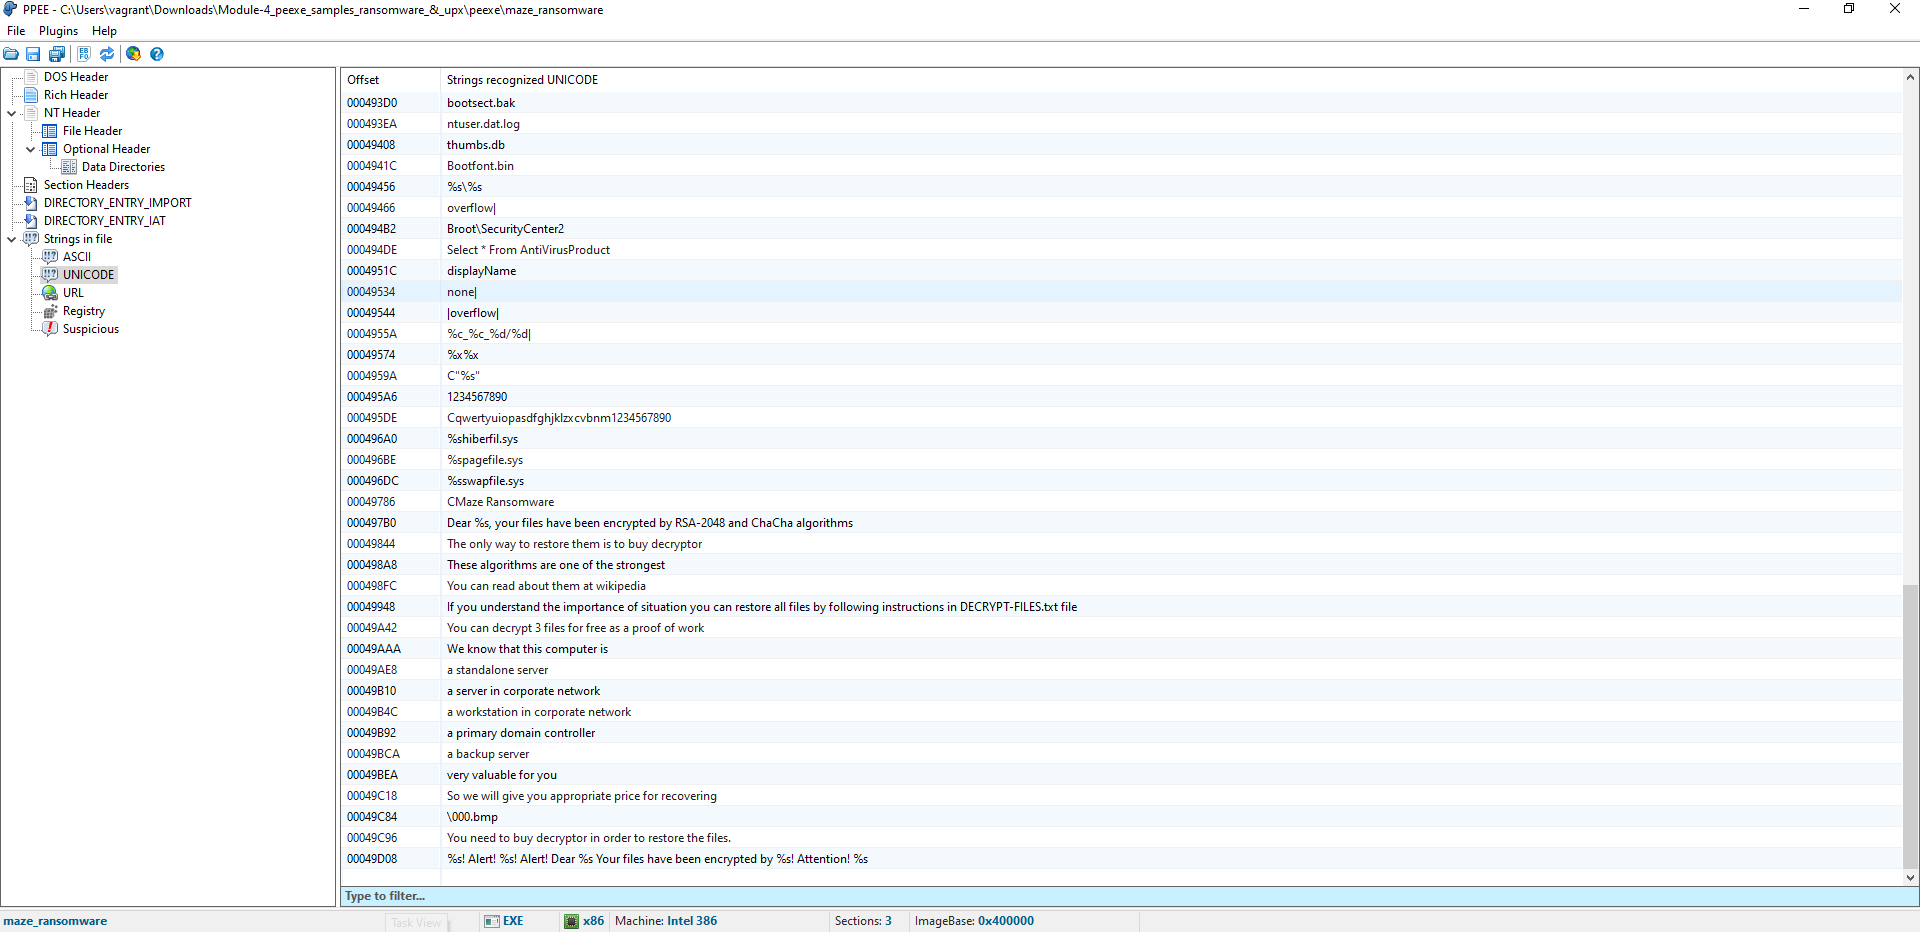 PPEE - C:\Users\vagrant\Downloads\Module-4_peexe_samples_ransomware_&_upx\peexe\maze_ransomware
File Plugins Help
DOS Header
Rich Header
NT Header
File Header
Optional Header
Data Directories
Section Headers
DIRECTORY_ENTRY_IMPORT
DIRECTORY_ENTRY_IAT
Strings in file
ASCII
UNICODE
URL
Registry
Suspicious
Offset Strings recognized UNICODE
000493D0 bootsect.bak
000493EA ntuser.dat.log
00049408 thumbs.db
0004941C Bootfont.bin
00049456 %s\%s
00049466 overflow|
000494B2 Broot\SecurityCenter2
000494DE Select * From AntiVirusProduct
0004951C displayName
00049534 none|
00049544 |overflow|
0004955A %c_%c_%d/%d|
00049574 %x%x
0004959A C"%s"
000495A6 1234567890
000495DE Cqwertyuiopasdfghjklzxcvbnm1234567890
000496A0 %shiberfil.sys
000496BE %spagefile.sys
000496DC %sswapfile.sys
00049786 CMaze Ransomware
000497B0 Dear %s, your files have been encrypted by RSA-2048 and ChaCha algorithms
00049844 The only way to restore them is to buy decryptor
000498A8 These algorithms are one of the strongest
000498FC You can read about them at wikipedia
00049948 If you understand the importance of situation you can restore all files by following instructions in DECRYPT-FILES.txt file
00049A42 You can decrypt 3 files for free as a proof of work
00049AAA We know that this computer is
00049AE8 a standalone server
00049B10 a server in corporate network
00049B4C a workstation in corporate network
00049B92 a primary domain controller
00049BCA a backup server
00049BEA very valuable for you
00049C18 So we will give you appropriate price for recovering
00049C84 \000.bmp
00049C96 You need to buy decryptor in order to restore the files.
00049D08 %s! Alert! %s! Alert! Dear %s Your files have been encrypted by %s! Attention! %s
Type to filter...
maze_ransomware Task View EXE x86 Machine: Intel 386 Sections: 3 ImageBase: 0x400000